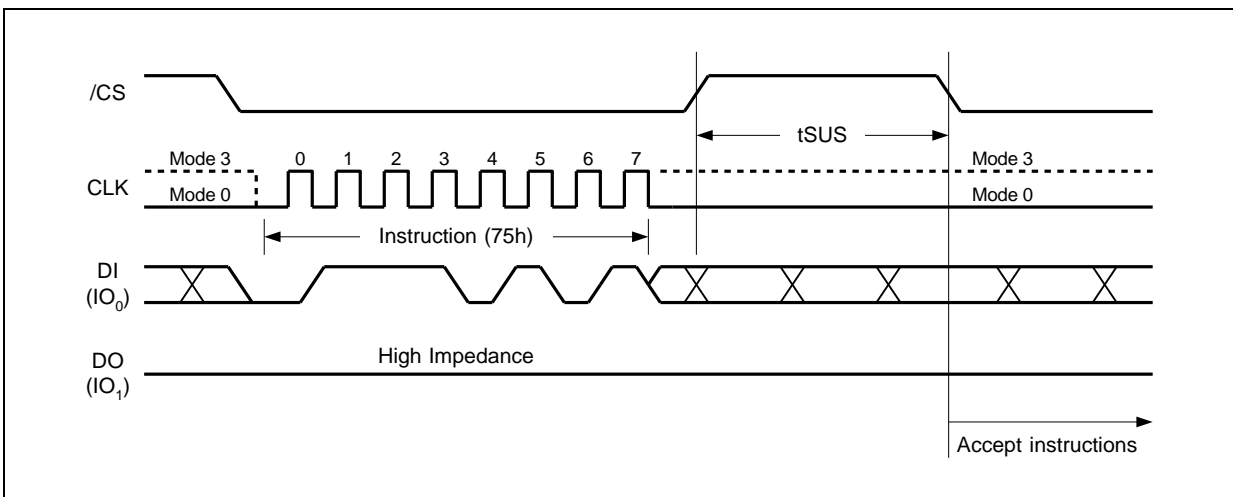 /CS
tSUS
Mode 3 0 1 2 3 4 5 6 7 Mode 3
CLK
Mode 0 Mode 0
Instruction (75h)
DI
(IO0)
High Impedance
DO
(IO1)
Accept instructions